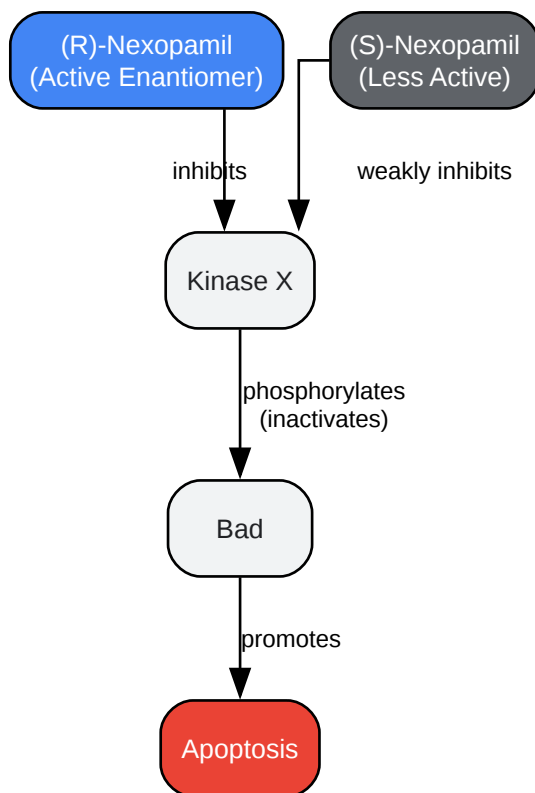 (R)-Nexopamil
(Active Enantiomer)
(S)-Nexopamil
(Less Active)
inhibits
weakly inhibits
Kinase X
phosphorylates
(inactivates)
Bad
promotes
Apoptosis